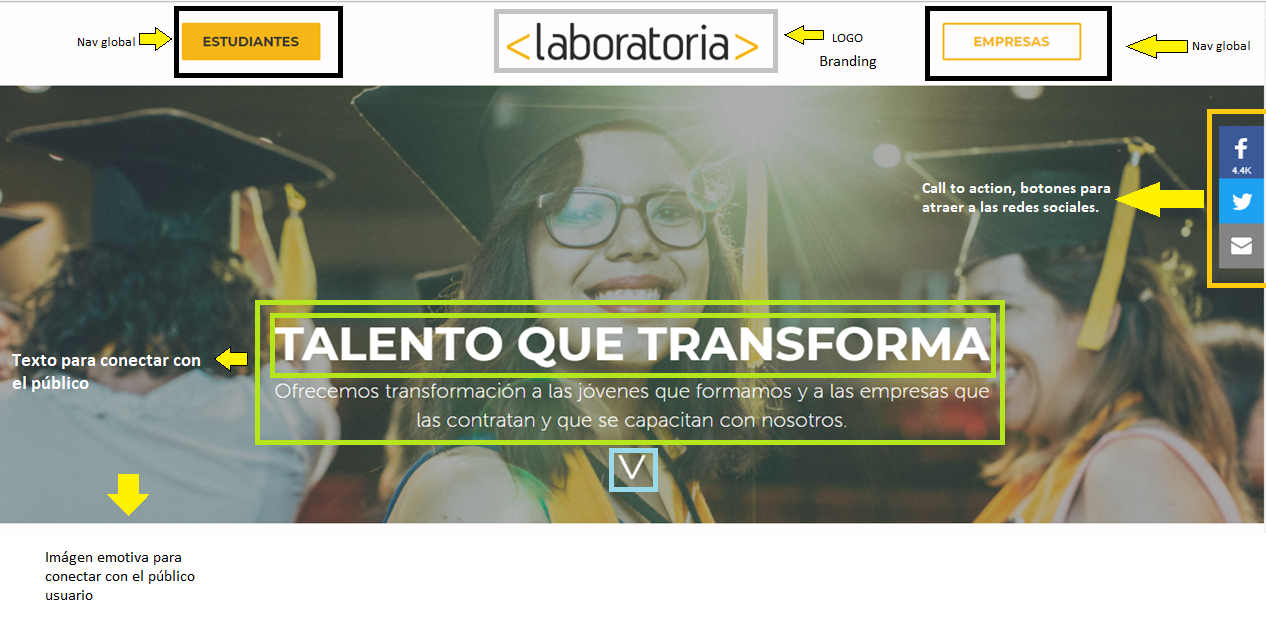 Nav global
ESTUDIANTES
<laboratoria>
LOGO
Branding
EMPRESAS
Nav global
4.4K
Call to action, botones para
atraer a las redes sociales.
TALENTO QUE TRANSFORMA
Texto para conectar con
el público
Ofrecemos transformación a las jóvenes que formamos y a las empresas que
las contratan y que se capacitan con nosotros.
Imágen emotiva para
conectar con el público
usuario